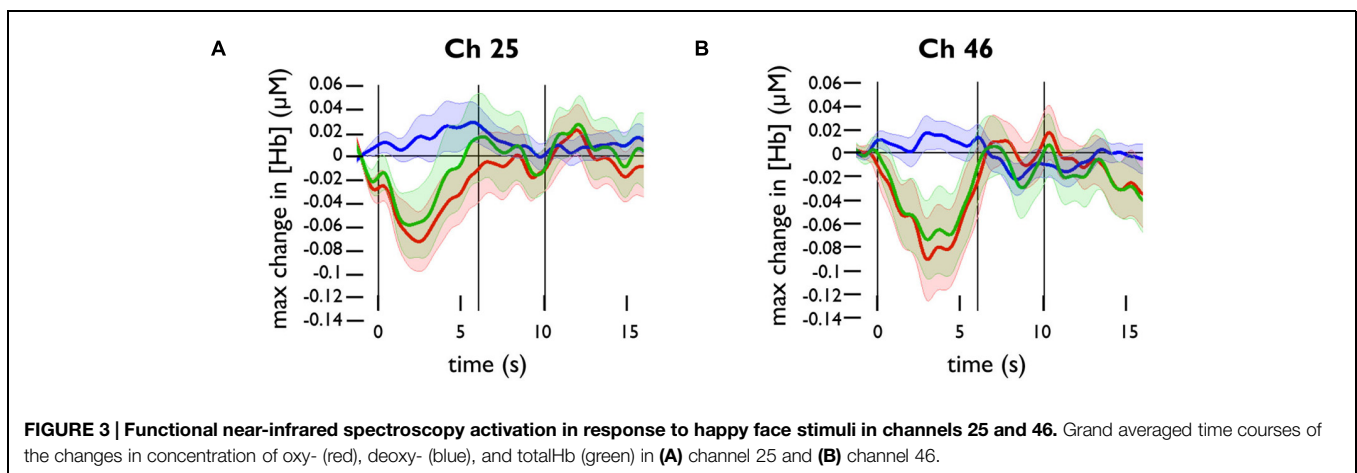 A
Ch 25
max change in [Hb] (μM)
0.06
0.04
0.02
0
-0.02
-0.04
-0.06
-0.08
-0.1
-0.12
-0.14
0 5 10 15
time (s)
B
Ch 46
max change in [Hb] (μM)
0.06
0.04
0.02
0
-0.02
-0.04
-0.06
-0.08
-0.1
-0.12
-0.14
0 5 10 15
time (s)
FIGURE 3 | Functional near-infrared spectroscopy activation in response to happy face stimuli in channels 25 and 46. Grand averaged time courses of
the changes in concentration of oxy- (red), deoxy- (blue), and totalHb (green) in (A) channel 25 and (B) channel 46.